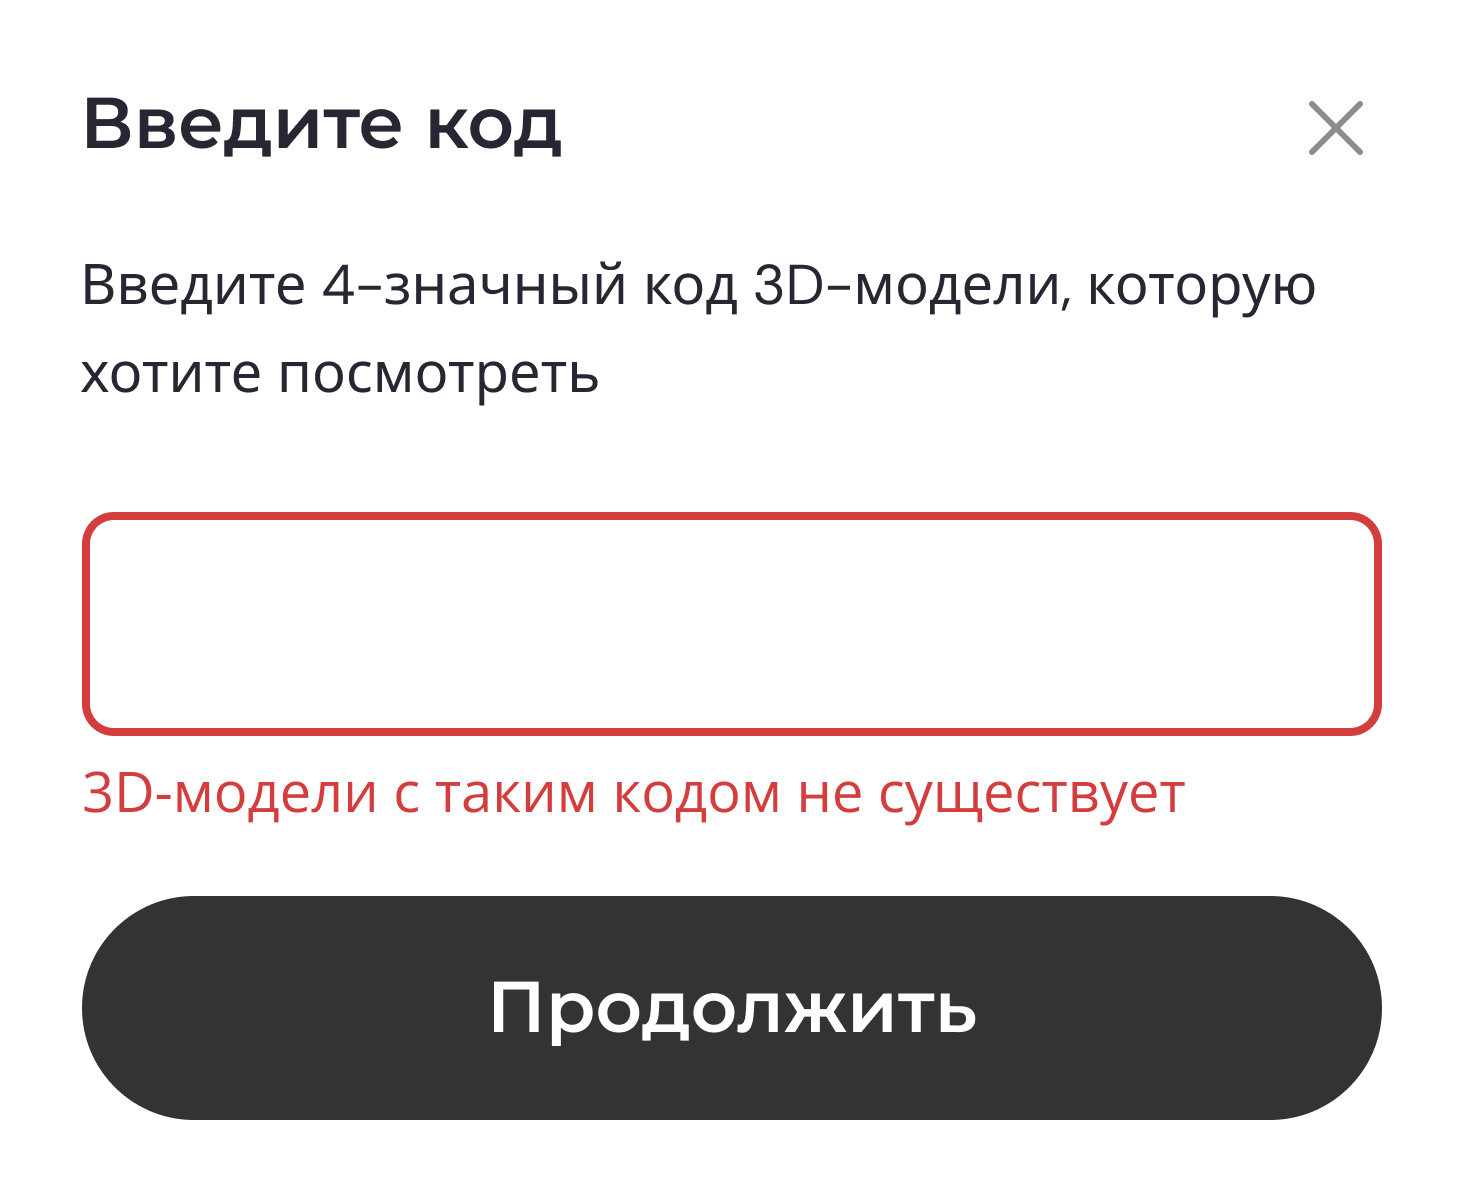 Введите код
Введите 4-значный код 3D-модели, которую
хотите посмотреть
3D-модели с таким кодом не существует
Продолжить